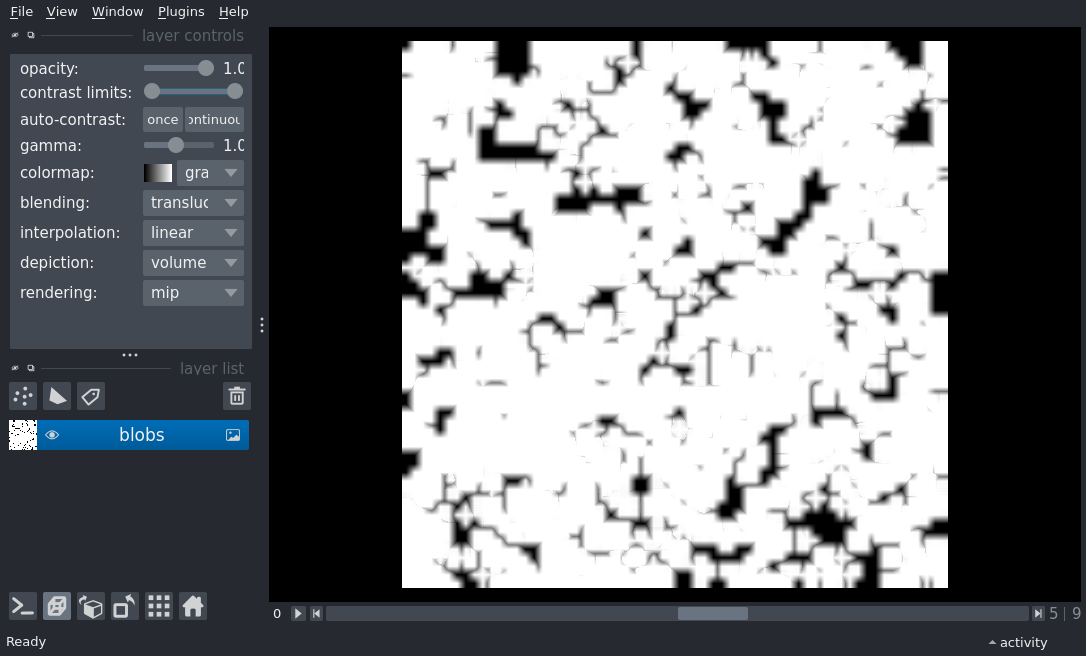 File View Window Plugins Help
layer controls
opacity: 1.0
contrast limits:
auto-contrast: once ontinuou
gamma: 1.0
colormap: gra
blending: transluc
interpolation: linear
depiction: volume
rendering: mip
layer list
blobs
0 5 | 9
Ready activity